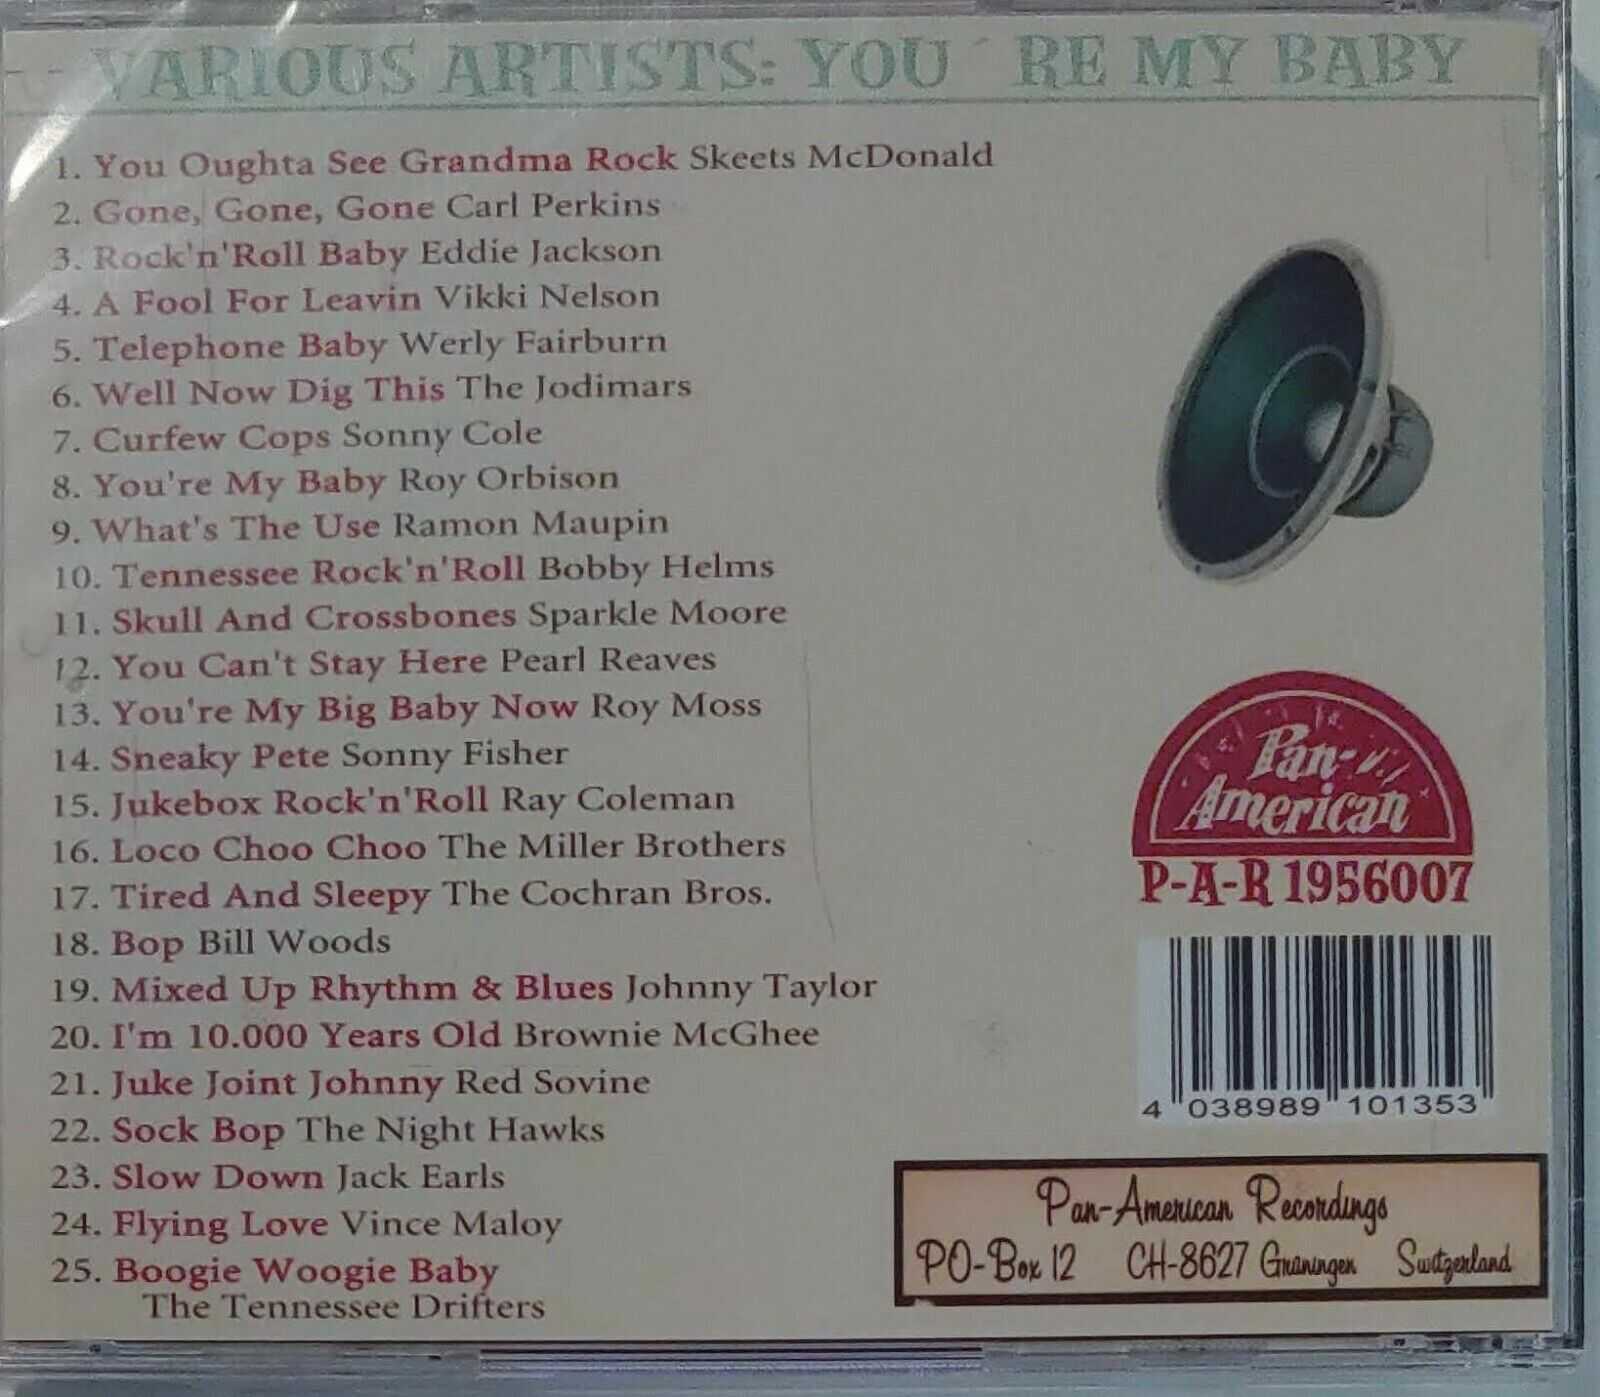 VARIOUS ARTISTS: YOU´RE MY BABY
1. You Oughta See Grandma Rock Skeets McDonald
2. Gone, Gone, Gone Carl Perkins
3. Rock'n'Roll Baby Eddie Jackson
4. A Fool For Leavin Vikki Nelson
5. Telephone Baby Werly Fairburn
6. Well Now Dig This The Jodimars
7. Curfew Cops Sonny Cole
8. You're My Baby Roy Orbison
9. What's The Use Ramon Maupin
10. Tennessee Rock'n'Roll Bobby Helms
11. Skull And Crossbones Sparkle Moore
12. You Can't Stay Here Pearl Reaves
13. You're My Big Baby Now Roy Moss
14. Sneaky Pete Sonny Fisher
15. Jukebox Rock'n'Roll Ray Coleman
16. Loco Choo Choo The Miller Brothers
17. Tired And Sleepy The Cochran Bros.
18. Bop Bill Woods
19. Mixed Up Rhythm & Blues Johnny Taylor
20. I'm 10.000 Years Old Brownie McGhee
21. Juke Joint Johnny Red Sovine
22. Sock Bop The Night Hawks
23. Slow Down Jack Earls
24. Flying Love Vince Maloy
25. Boogie Woogie Baby
The Tennessee Drifters
Pan-
American
P-A-R 1956007
4 038989 101353
Pan-American Recordings
PO-Box 12 CH-8627 Gruningen Switzerland